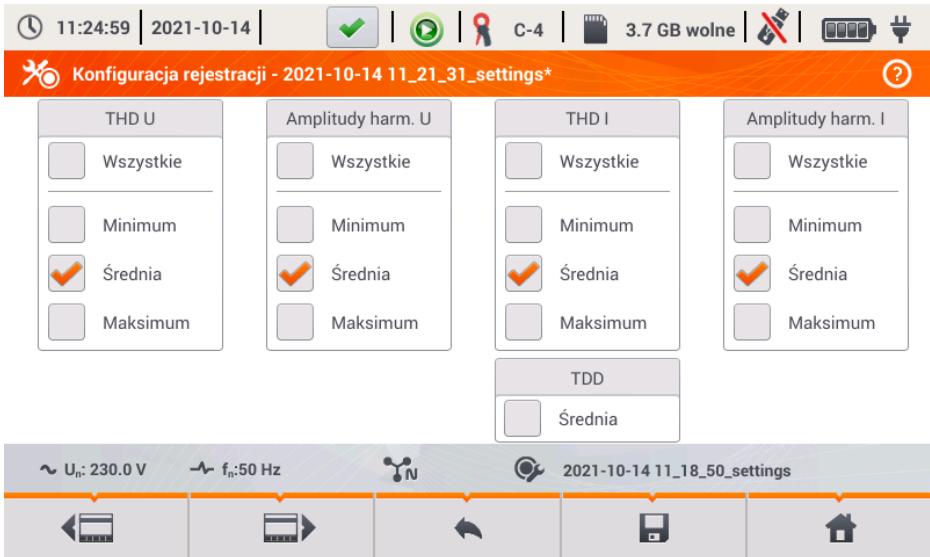 11:24:59 2021-10-14 C-4 3.7 GB wolne
Konfiguracja rejestracji - 2021-10-14 11_21_31_settings* ?
THD U Amplitudy harm. U THD I Amplitudy harm. I
Wszystkie Wszystkie Wszystkie Wszystkie
Minimum Minimum Minimum Minimum
Średnia Średnia Średnia Średnia
Maksimum Maksimum Maksimum Maksimum
TDD
Średnia
Uₙ: 230.0 V fₙ:50 Hz N 2021-10-14 11_18_50_settings